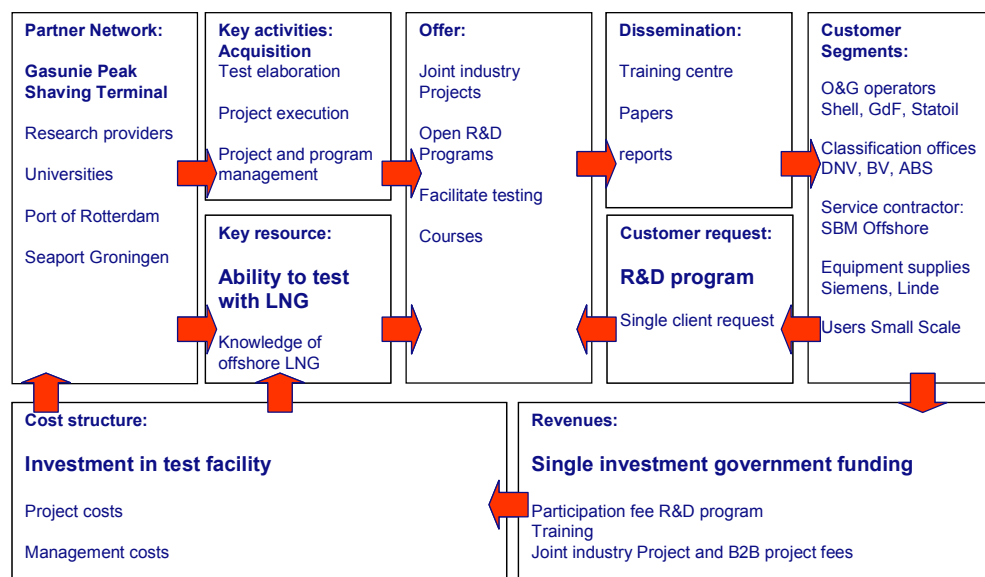 Partner Network:
Gasunie Peak
Shaving Terminal
Research providers
Universities
Port of Rotterdam
Seaport Groningen
Key activities:
Acquisition
Test elaboration
Project execution
Project and program
management
Key resource:
Ability to test
with LNG
Knowledge of
offshore LNG
Offer:
Joint industry
Projects
Open R&D
Programs
Facilitate testing
Courses
Dissemination:
Training centre
Papers
reports
Customer request:
R&D program
Single client request
Customer
Segments:
O&G operators
Shell, GdF, Statoil
Classification offices
DNV, BV, ABS
Service contractor:
SBM Offshore
Equipment supplies
Siemens, Linde
Users Small Scale
Cost structure:
Investment in test facility
Project costs
Management costs
Revenues:
Single investment government funding
Participation fee R&D program
Training
Joint industry Project and B2B project fees